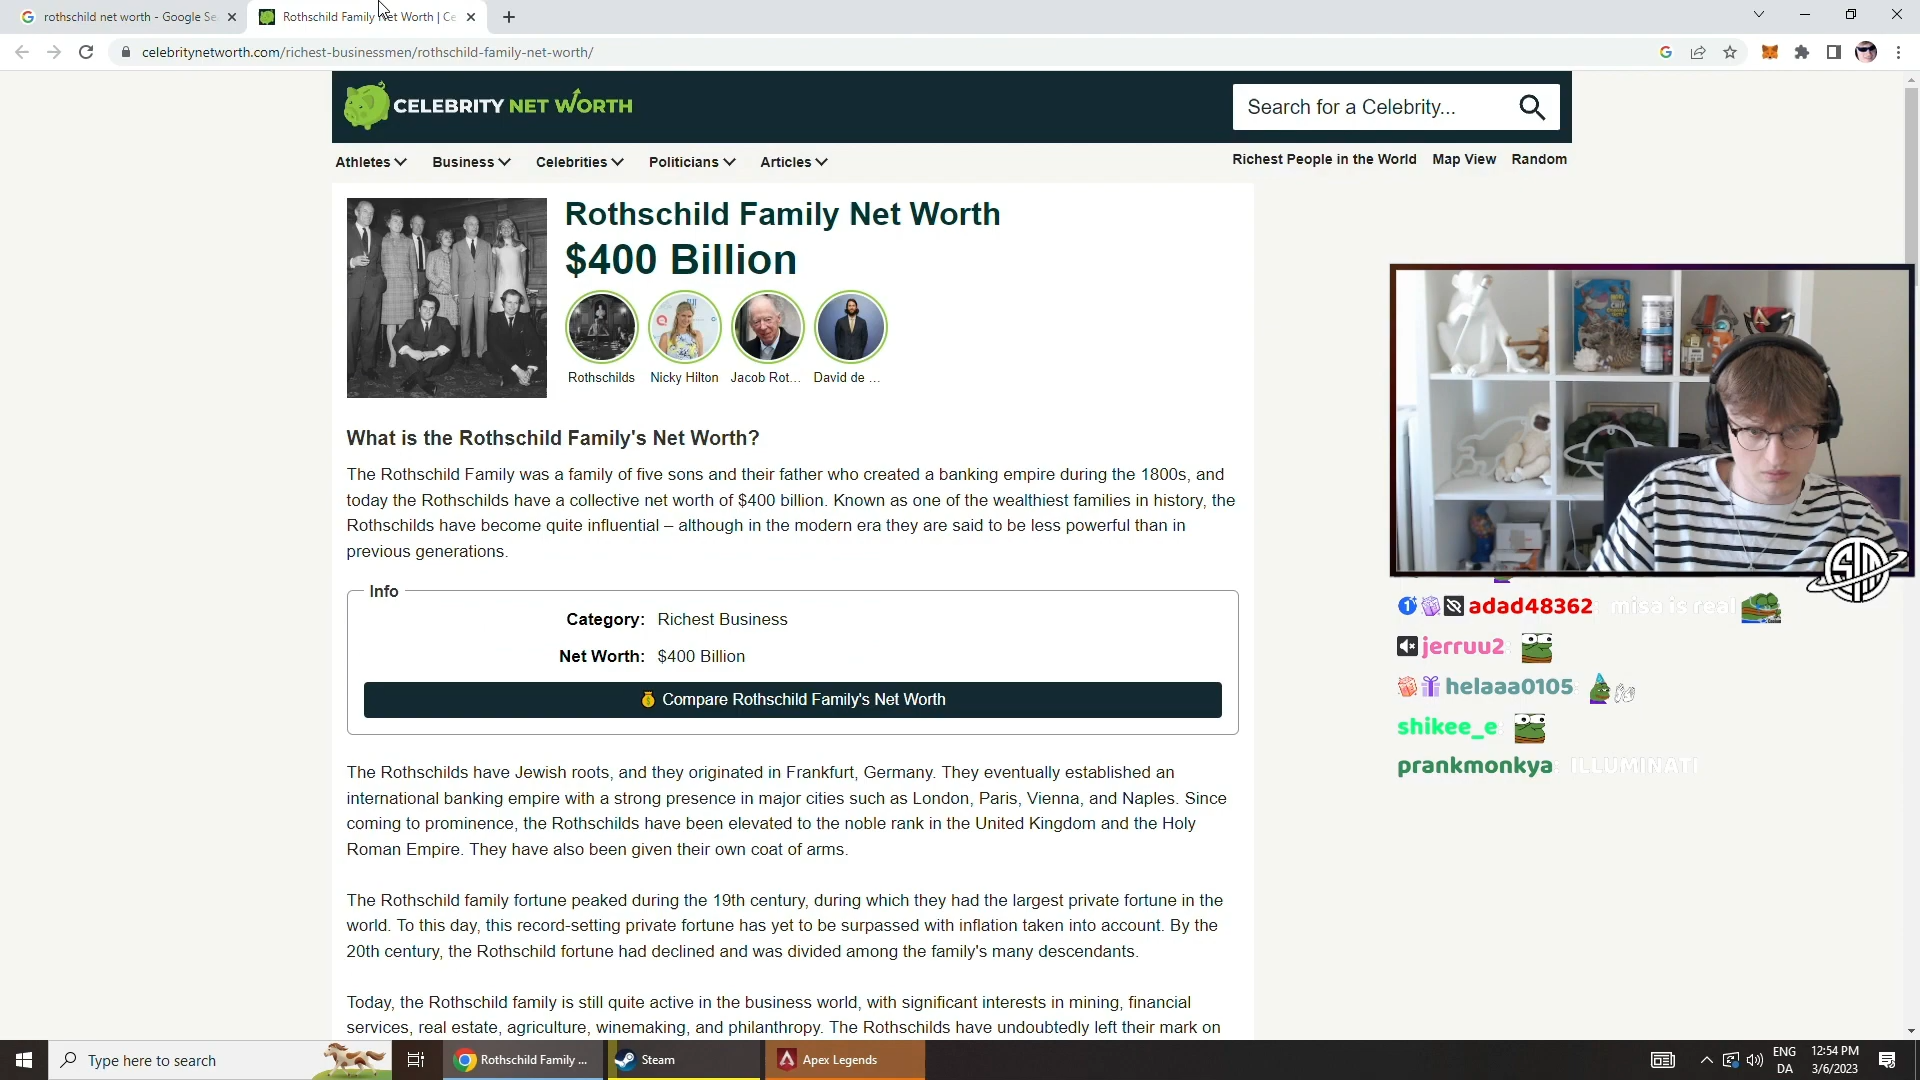 rothschild net worth - Google Se
Rothschild Family Net Worth | Ce
celebritynetworth.com/richest-businessmen/rothschild-family-net-worth/
CELEBRITY NET WORTH
Search for a Celebrity...
Athletes Business Celebrities Politicians Articles
Richest People in the World Map View Random
Rothschild Family Net Worth
$400 Billion
Rothschilds Nicky Hilton Jacob Rot... David de ...
What is the Rothschild Family's Net Worth?
The Rothschild Family was a family of five sons and their father who created a banking empire during the 1800s, and
today the Rothschilds have a collective net worth of $400 billion. Known as one of the wealthiest families in history, the
Rothschilds have become quite influential – although in the modern era they are said to be less powerful than in
previous generations.
Info
Category: Richest Business
Net Worth: $400 Billion
Compare Rothschild Family's Net Worth
The Rothschilds have Jewish roots, and they originated in Frankfurt, Germany. They eventually established an
international banking empire with a strong presence in major cities such as London, Paris, Vienna, and Naples. Since
coming to prominence, the Rothschilds have been elevated to the noble rank in the United Kingdom and the Holy
Roman Empire. They have also been given their own coat of arms.
The Rothschild family fortune peaked during the 19th century, during which they had the largest private fortune in the
world. To this day, this record-setting private fortune has yet to be surpassed with inflation taken into account. By the
20th century, the Rothschild fortune had declined and was divided among the family's many descendants.
Today, the Rothschild family is still quite active in the business world, with significant interests in mining, financial
services, real estate, agriculture, winemaking, and philanthropy. The Rothschilds have undoubtedly left their mark on
adad48362: misa is real
jerruu2:
helaaa0105:
shikee_e:
prankmonkya: ILLUMINATI
Type here to search
Rothschild Family ...
Steam
Apex Legends
ENG
DA
12:54 PM
3/6/2023